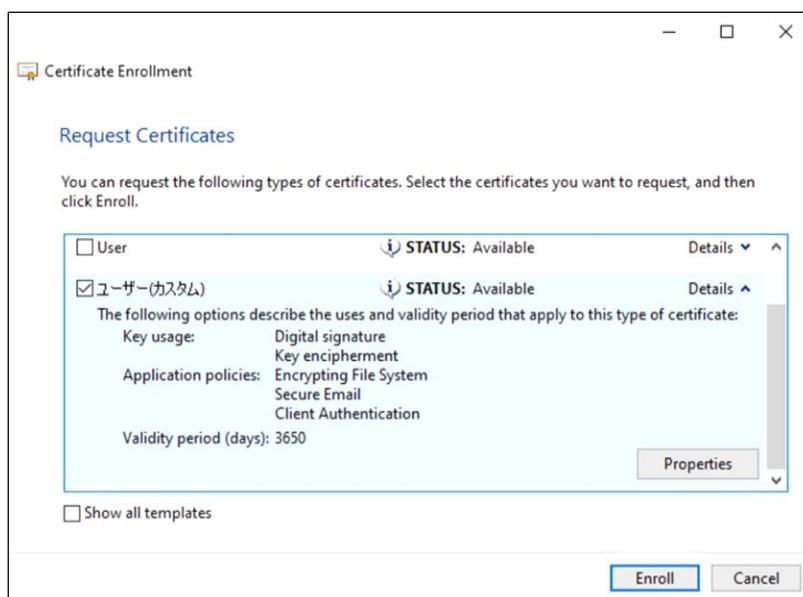 Certificate Enrollment
Request Certificates
You can request the following types of certificates. Select the certificates you want to request, and then
click Enroll.
User STATUS: Available Details
ユーザー(カスタム) STATUS: Available Details
The following options describe the uses and validity period that apply to this type of certificate:
Key usage: Digital signature
Key encipherment
Application policies: Encrypting File System
Secure Email
Client Authentication
Validity period (days): 3650
Properties
Show all templates
Enroll Cancel